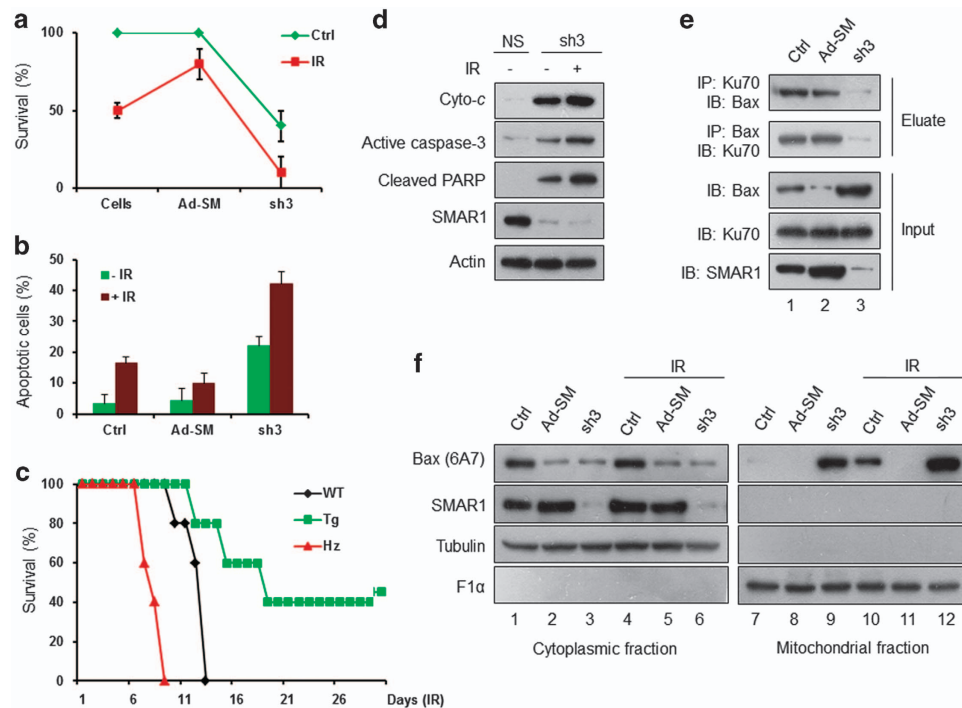 a
Survival (%)
100
50
0
Cells Ad-SM sh3
Ctrl
IR
b
Apoptotic cells (%)
50
40
30
20
10
0
- IR
+ IR
Ctrl Ad-SM sh3
c
Survival (%)
100
80
60
40
20
0
1 6 11 16 21 26 Days (IR)
WT
Tg
Hz
d
NS sh3
IR - - +
Cyto-c
Active caspase-3
Cleaved PARP
SMAR1
Actin
e
Ctrl Ad-SM sh3
IP: Ku70
IB: Bax
IP: Bax
IB: Ku70
Eluate
IB: Bax
IB: Ku70
IB: SMAR1
Input
1 2 3
f
IR IR
Ctrl Ad-SM sh3 Ctrl Ad-SM sh3 Ctrl Ad-SM sh3 Ctrl Ad-SM sh3
Bax (6A7)
SMAR1
Tubulin
F1α
1 2 3 4 5 6 7 8 9 10 11 12
Cytoplasmic fraction Mitochondrial fraction